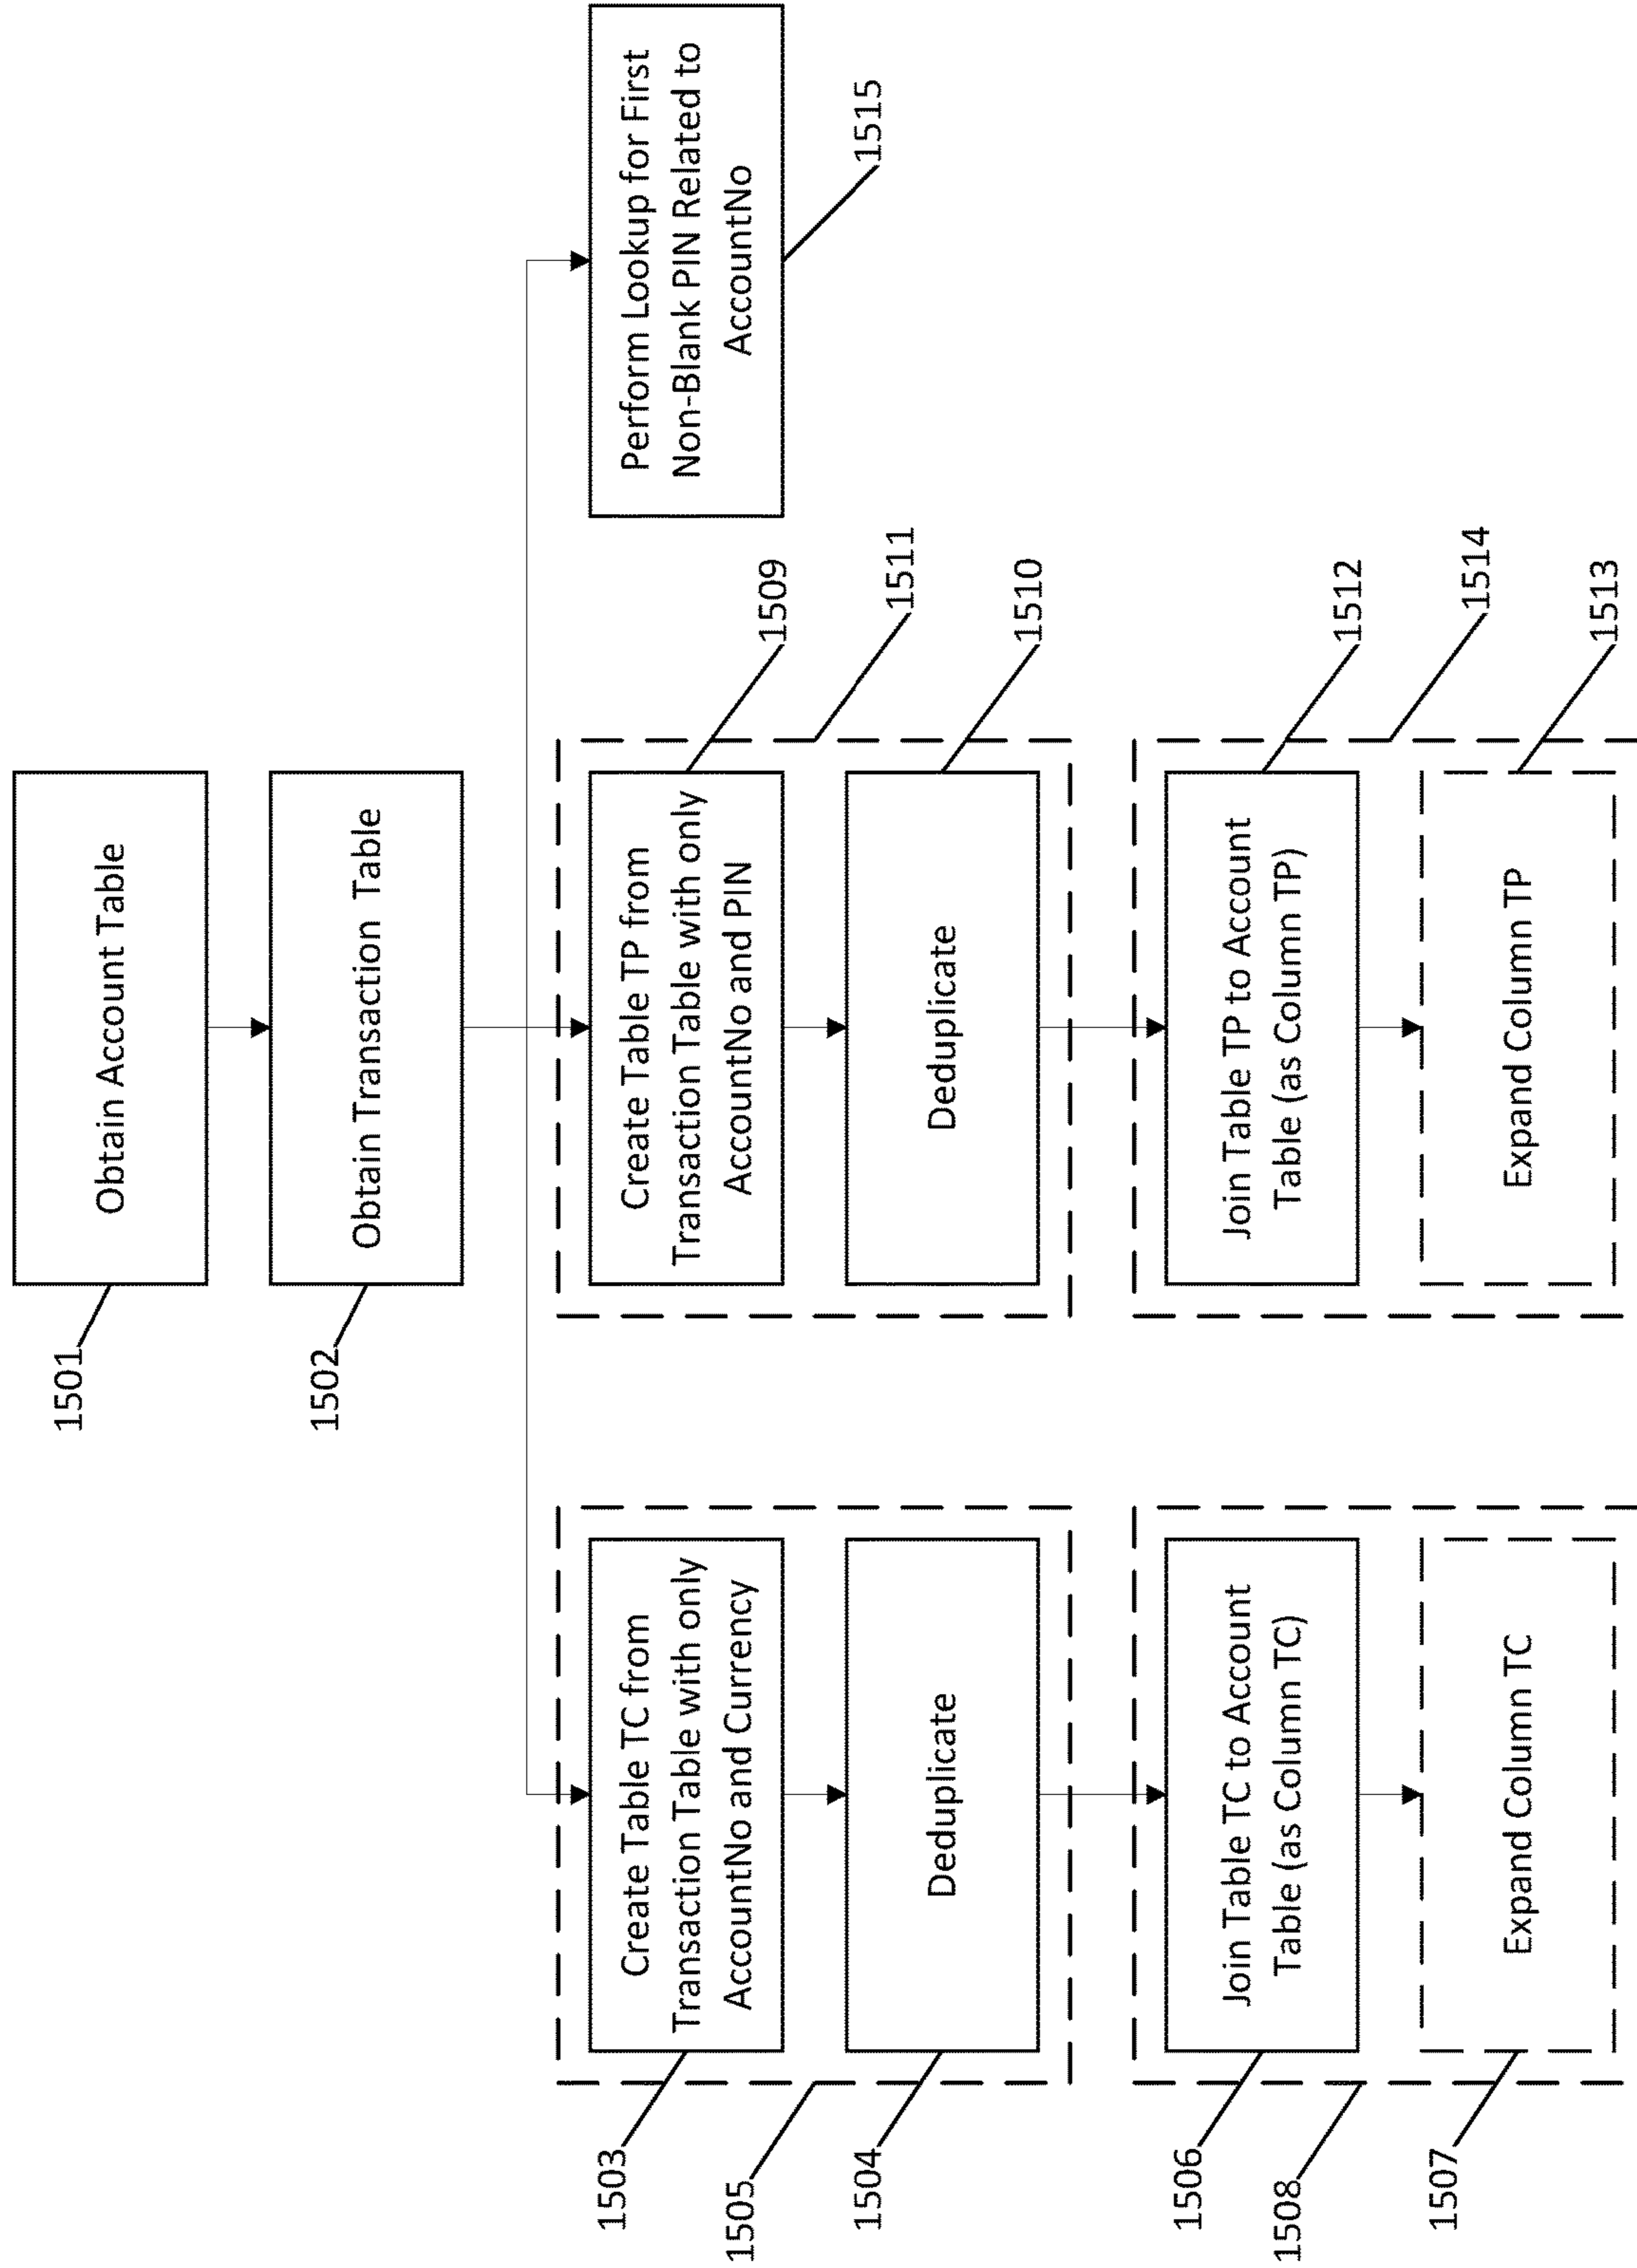 1501
Obtain Account Table
1502
Obtain Transaction Table
1503
Create Table TC from
Transaction Table with only
AccountNo and Currency
1505
1504
Deduplicate
1506
Join Table TC to Account
Table (as Column TC)
1508
1507
Expand Column TC
Create Table TP from
Transaction Table with only
AccountNo and PIN
1509
1511
Deduplicate
1510
Join Table TP to Account
Table (as Column TP)
1512
1514
Expand Column TP
1513
Perform Lookup for First
Non-Blank PIN Related to
AccountNo
1515